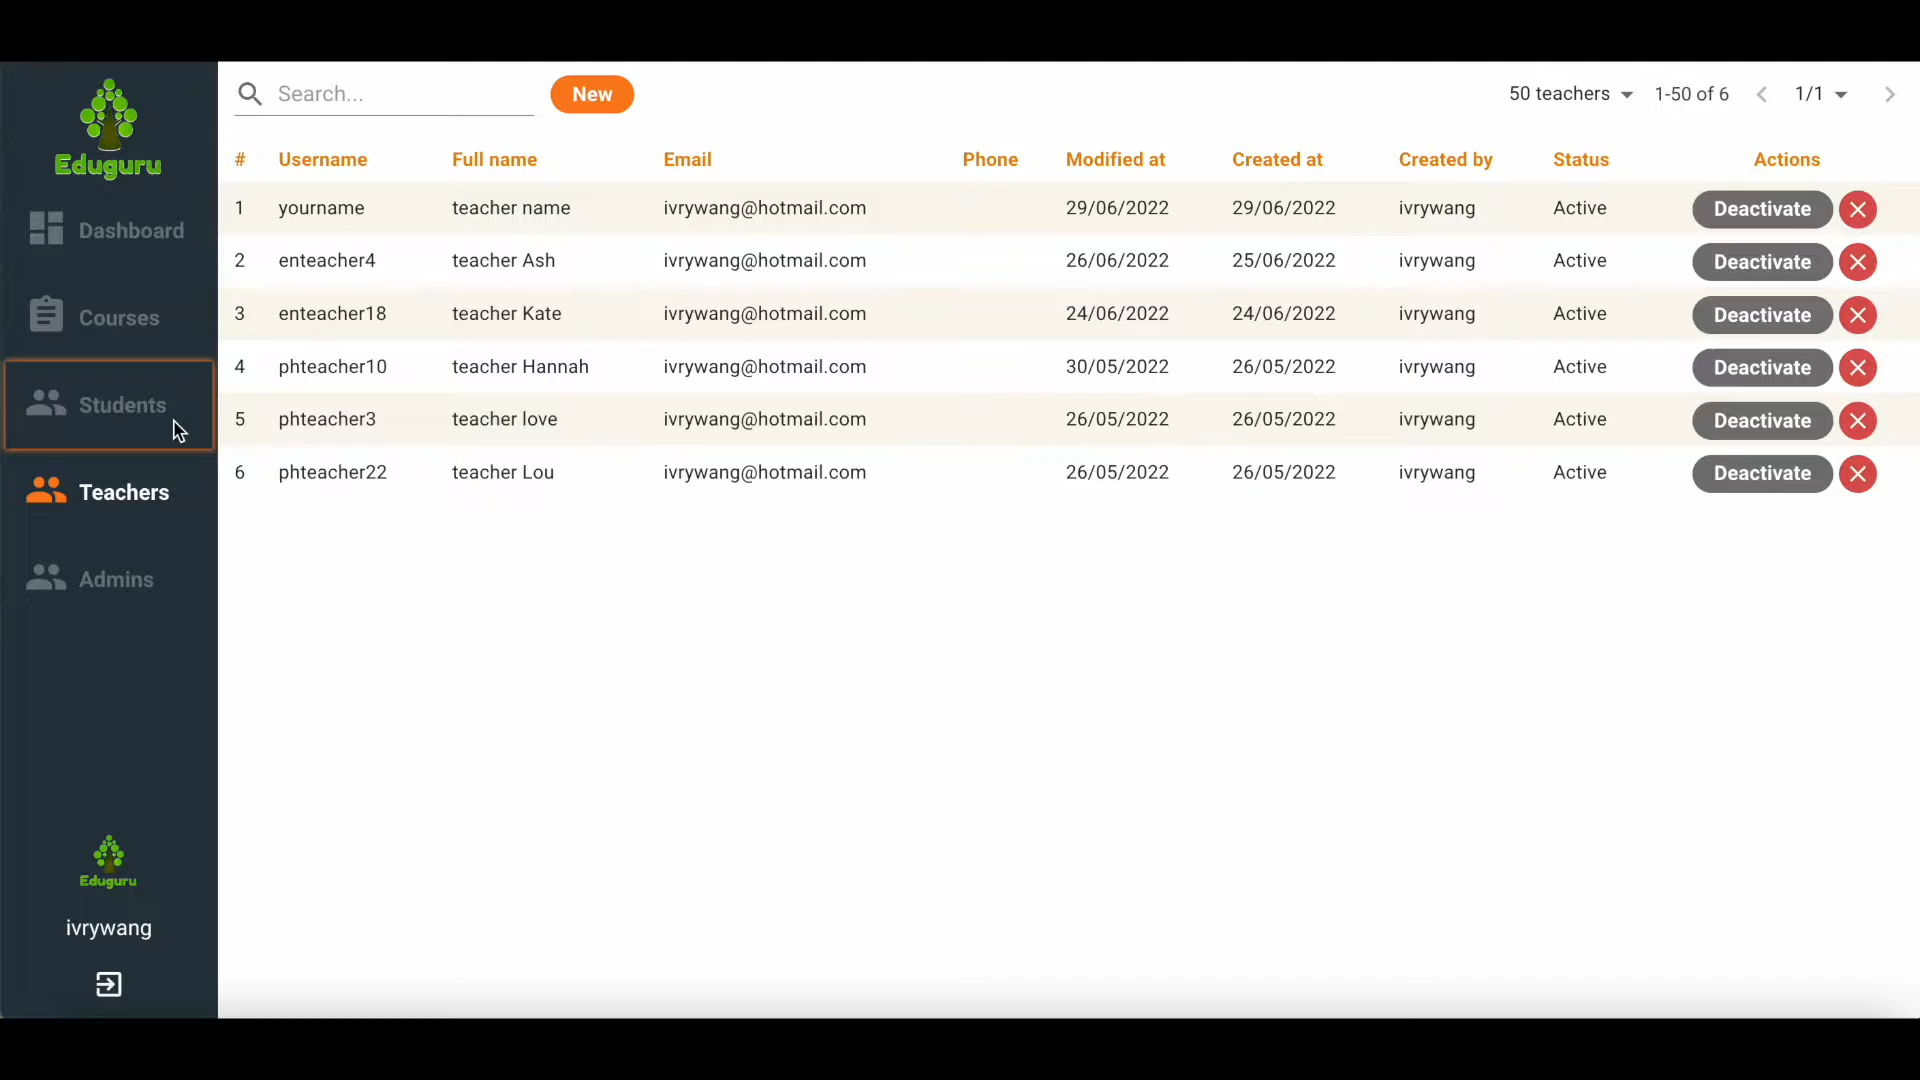 Eduguru
Search...
New
50 teachers
1-50 of 6
1/1
# Username Full name Email Phone Modified at Created at Created by Status Actions
1 yourname teacher name ivrywang@hotmail.com 29/06/2022 29/06/2022 ivrywang Active Deactivate
2 enteacher4 teacher Ash ivrywang@hotmail.com 26/06/2022 25/06/2022 ivrywang Active Deactivate
3 enteacher18 teacher Kate ivrywang@hotmail.com 24/06/2022 24/06/2022 ivrywang Active Deactivate
4 phteacher10 teacher Hannah ivrywang@hotmail.com 30/05/2022 26/05/2022 ivrywang Active Deactivate
5 phteacher3 teacher love ivrywang@hotmail.com 26/05/2022 26/05/2022 ivrywang Active Deactivate
6 phteacher22 teacher Lou ivrywang@hotmail.com 26/05/2022 26/05/2022 ivrywang Active Deactivate
Dashboard
Courses
Students
Teachers
Admins
Eduguru
ivrywang